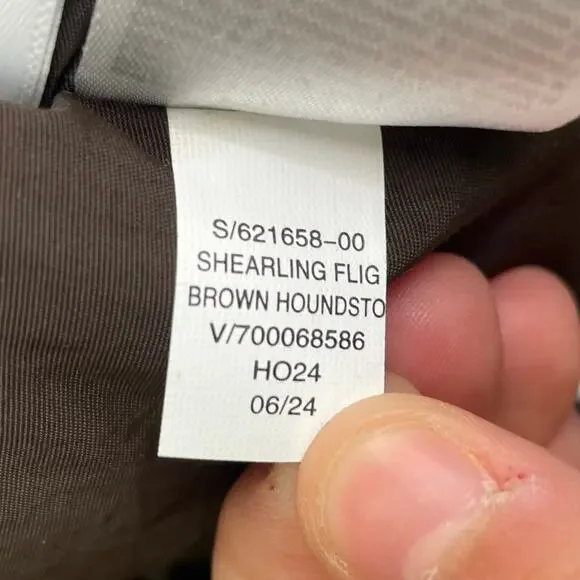 S/621658-00
SHEARLING FLIG
BROWN HOUNDSTO
V/700068586
HO24
06/24